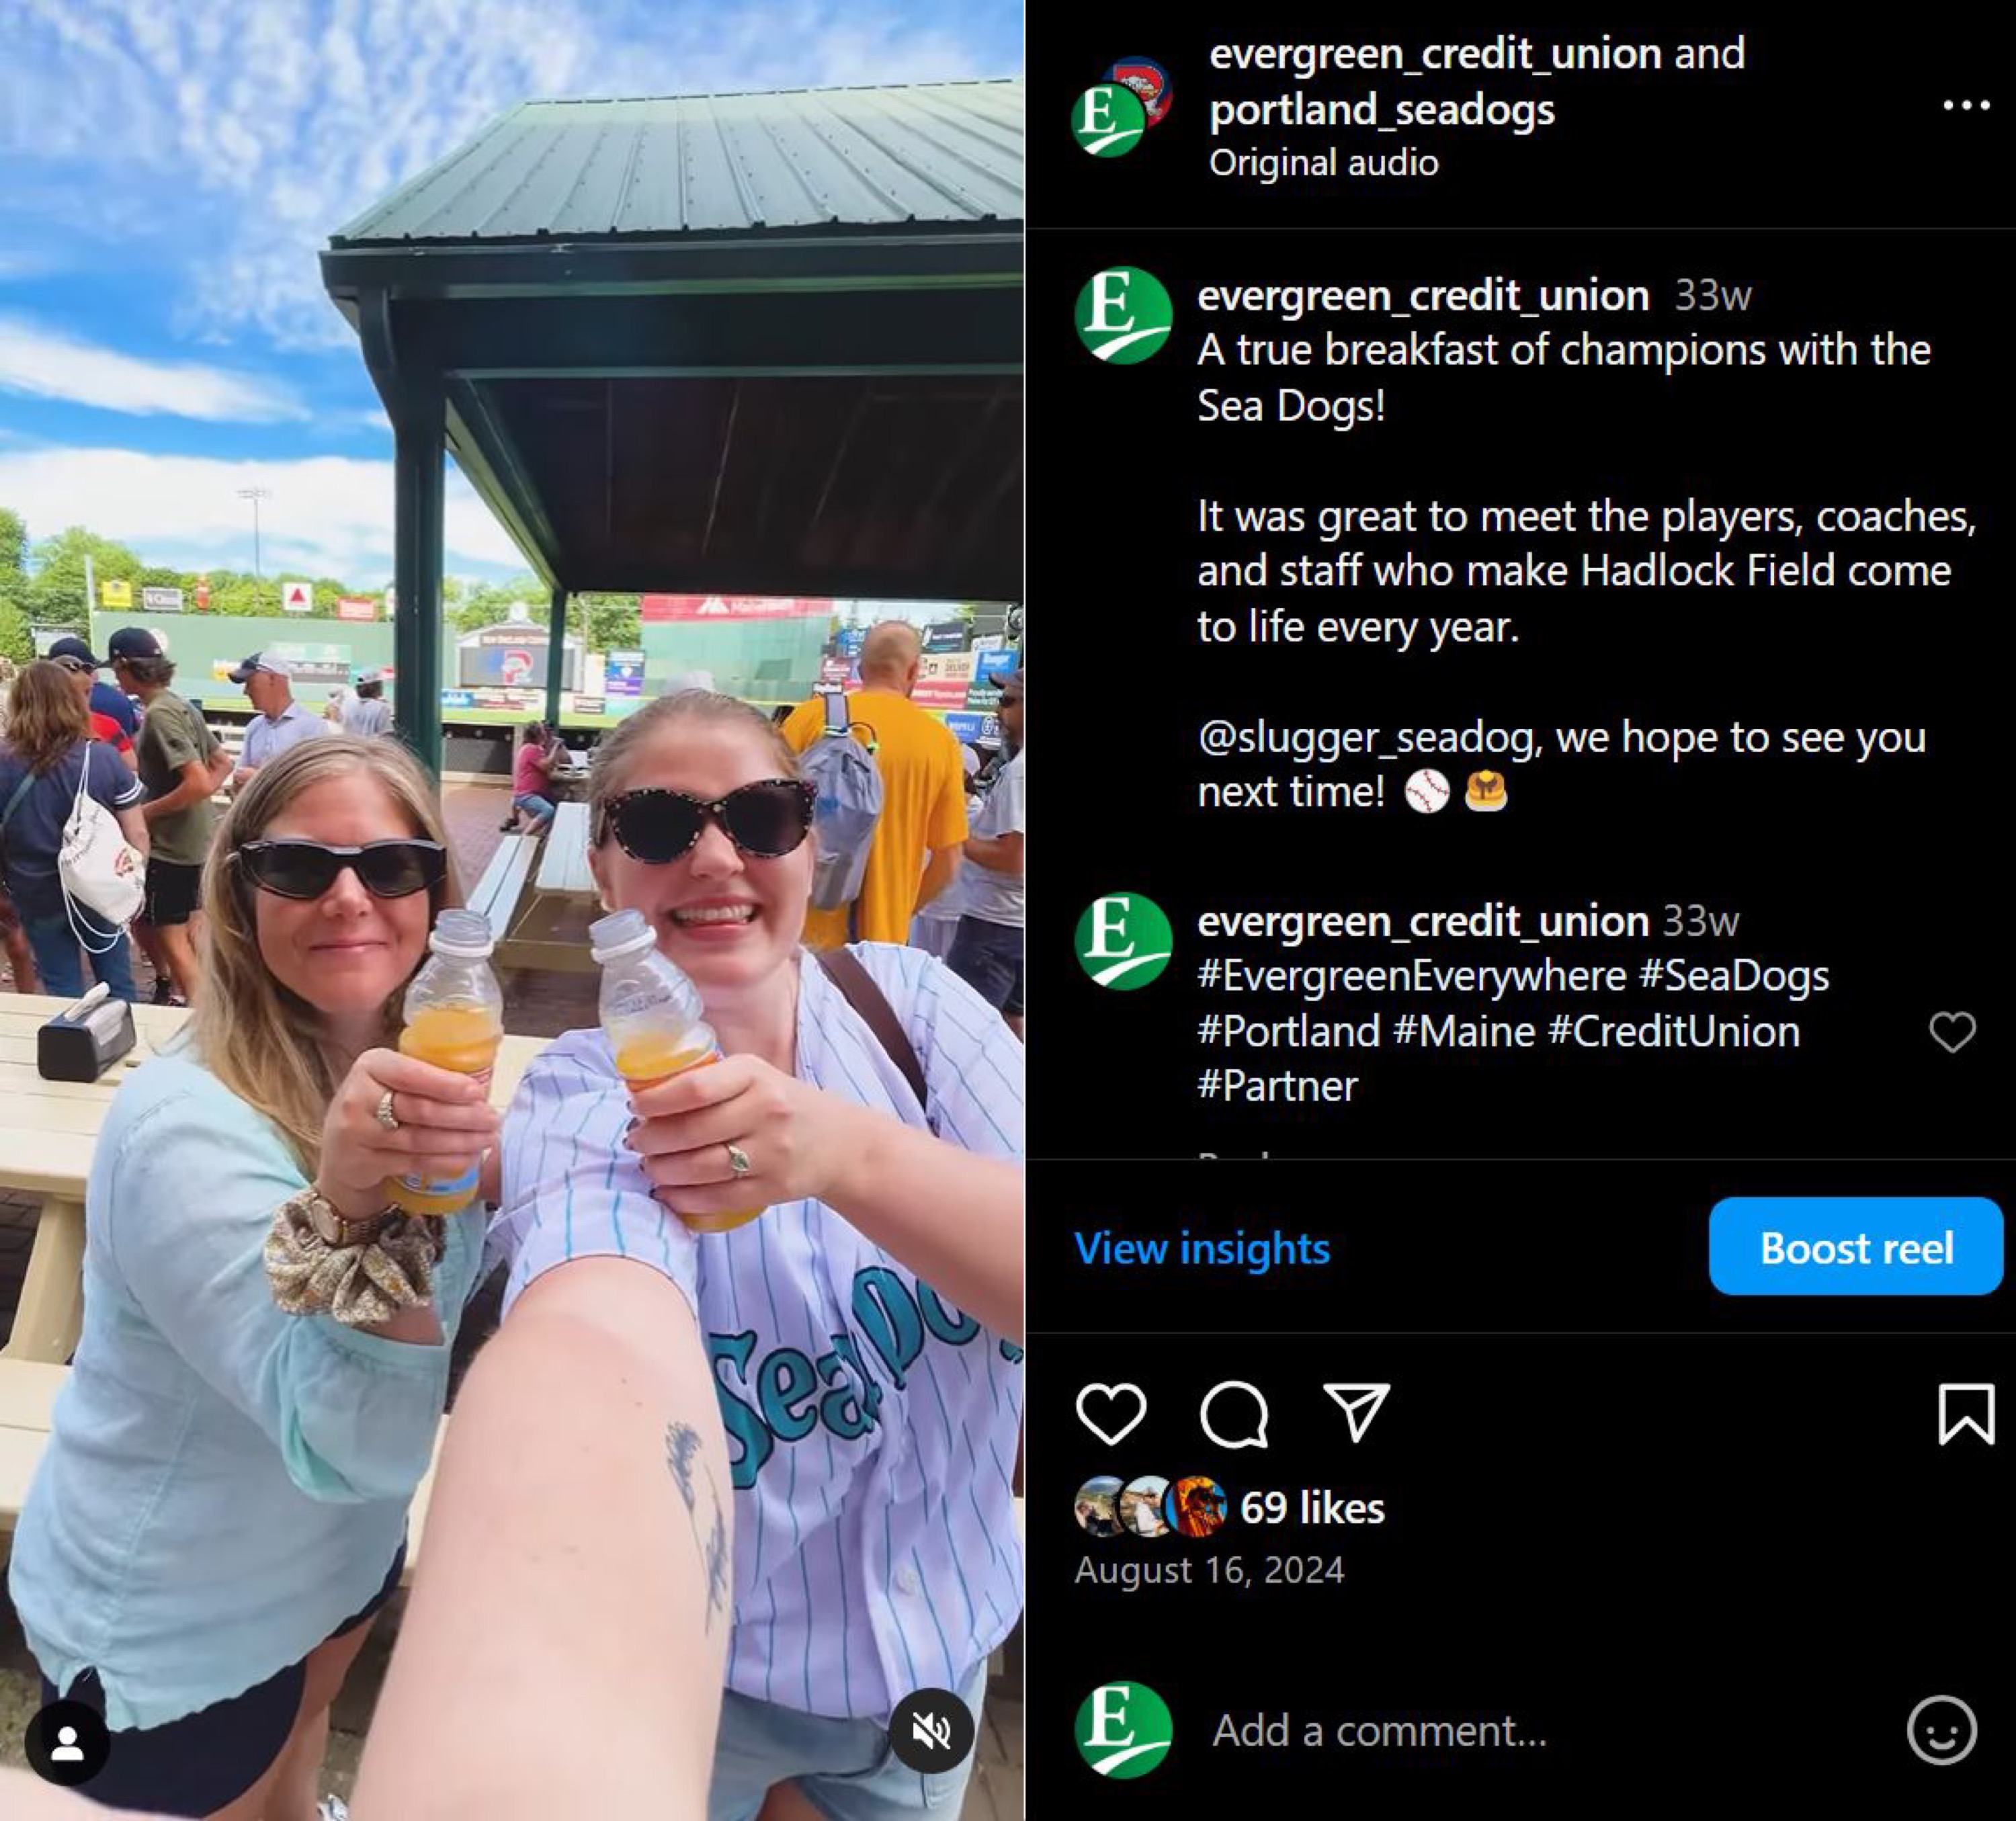 evergreen_credit_union and
portland_seadogs
Original audio
E
evergreen_credit_union 33w
A true breakfast of champions with the
Sea Dogs!
It was great to meet the players, coaches,
and staff who make Hadlock Field come
to life every year.
@slugger_seadog, we hope to see you
next time!
E
evergreen_credit_union 33w
#EvergreenEverywhere #SeaDogs
#Portland #Maine #CreditUnion
#Partner
View insights
Boost reel
69 likes
August 16, 2024
E
Add a comment...
E
Sea Do